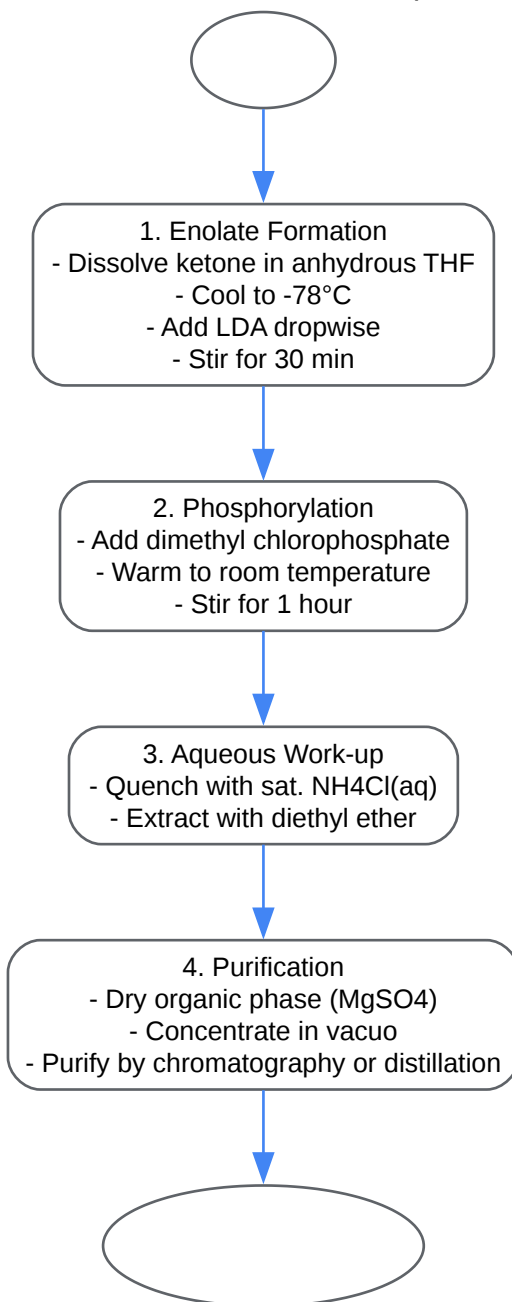 1. Enolate Formation
- Dissolve ketone in anhydrous THF
- Cool to -78°C
- Add LDA dropwise
- Stir for 30 min
2. Phosphorylation
- Add dimethyl chlorophosphate
- Warm to room temperature
- Stir for 1 hour
3. Aqueous Work-up
- Quench with sat. NH4Cl(aq)
- Extract with diethyl ether
4. Purification
- Dry organic phase (MgSO4)
- Concentrate in vacuo
- Purify by chromatography or distillation